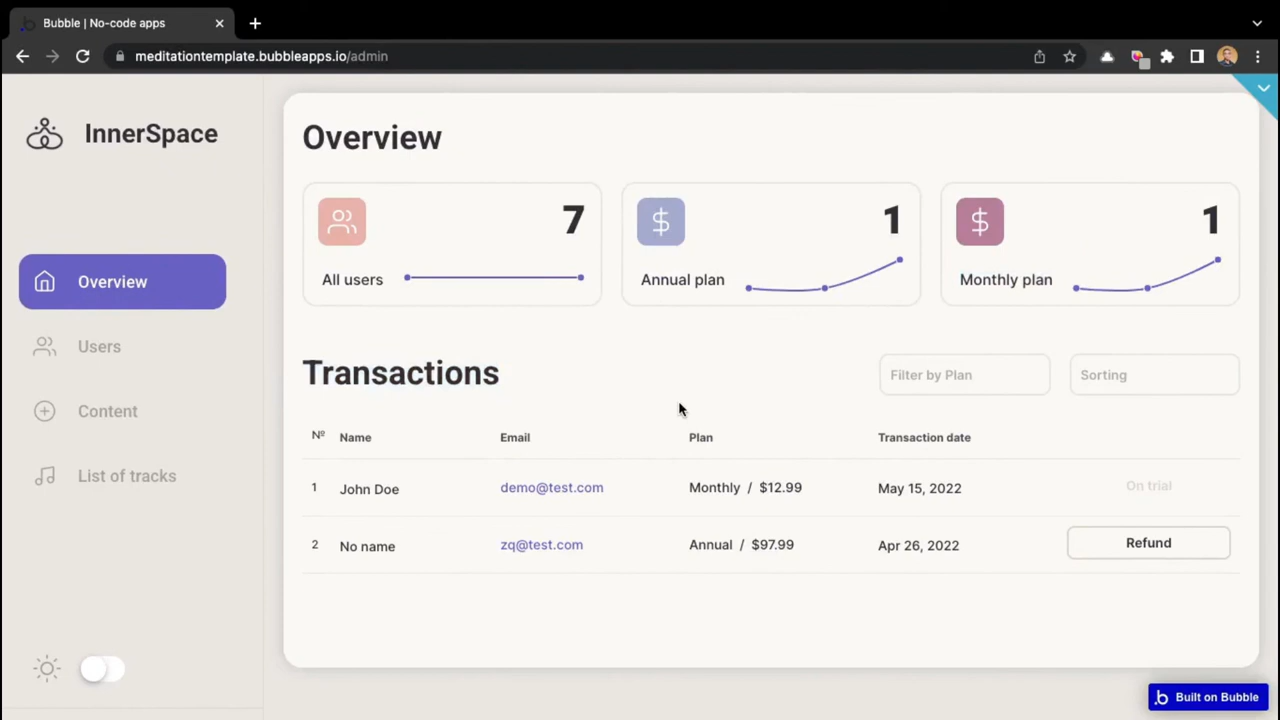 Bubble | No-code apps
meditationtemplate.bubbleapps.io/admin
InnerSpace
Overview
Users
Content
List of tracks
Overview
7
All users
1
Annual plan
1
Monthly plan
Transactions
Filter by Plan
Sorting
Nº Name Email Plan Transaction date
1 John Doe demo@test.com Monthly / $12.99 May 15, 2022 On trial
2 No name zq@test.com Annual / $97.99 Apr 26, 2022 Refund
Built on Bubble